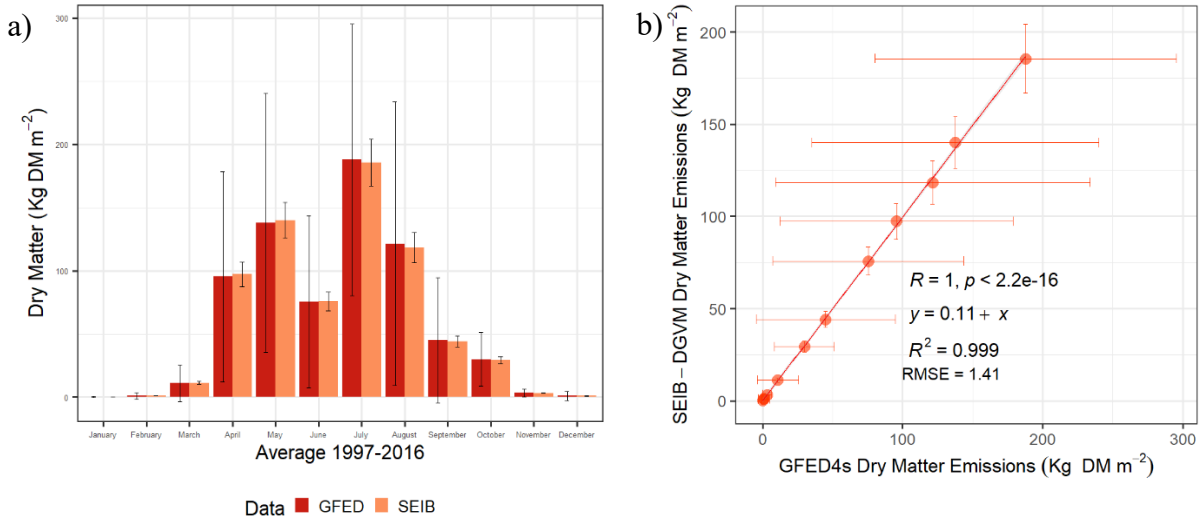 a)
Dry Matter (Kg DM m⁻²)
300
200
100
0
January February March April May June July August September October November December
Average 1997-2016
Data GFED SEIB
b)
SEIB−DGVM Dry Matter Emissions (Kg DM m⁻²)
200
150
100
50
0
R = 1, p < 2.2e-16
y = 0.11 + x
R² = 0.999
RMSE = 1.41
0 100 200 300
GFED4s Dry Matter Emissions (Kg DM m⁻²)